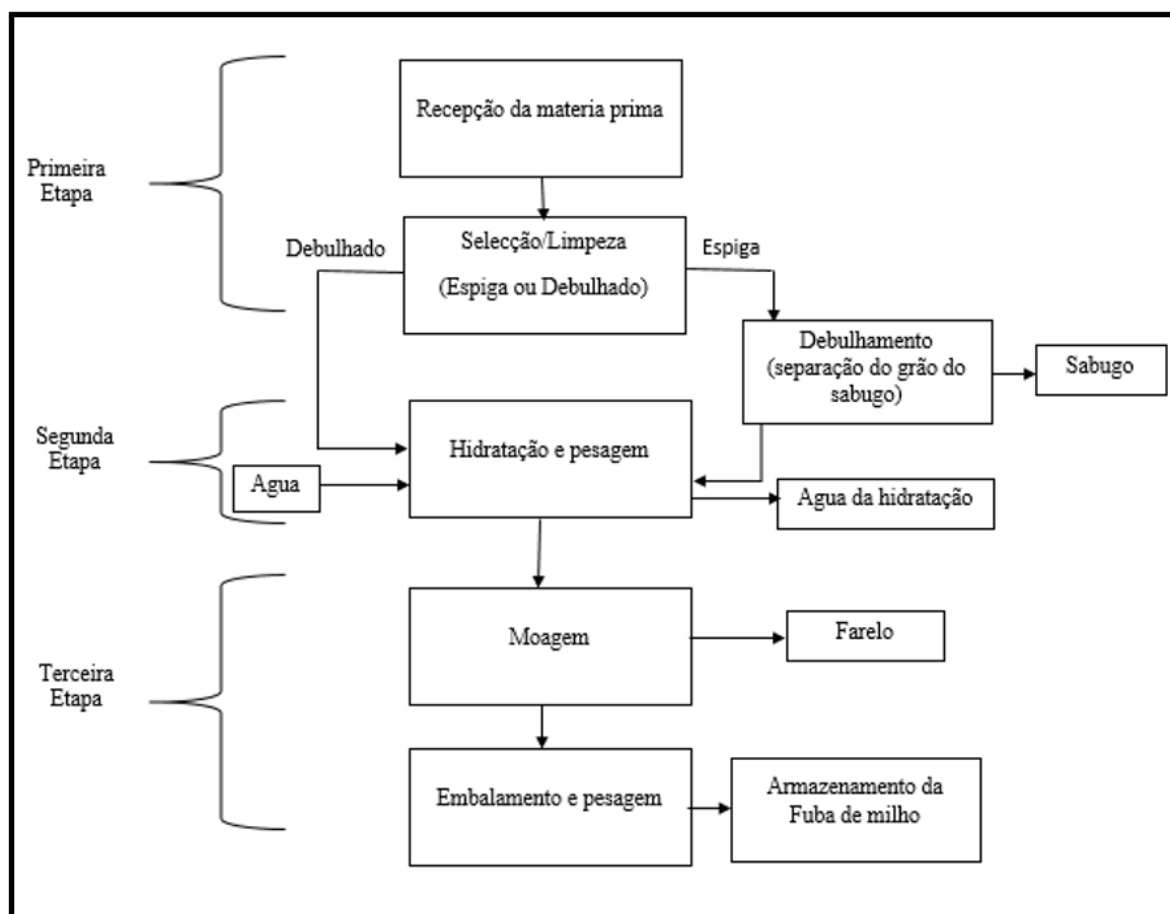 Recepção da materia prima
Primeira
Etapa
Debulhado
Selecção/Limpeza
(Espiga ou Debulhado)
Espiga
Debulhamento
(separação do grão do
sabugo)
Sabugo
Segunda
Etapa
Hidratação e pesagem
Agua
Agua da hidratação
Moagem
Farelo
Terceira
Etapa
Embalamento e pesagem
Armazenamento da
Fuba de milho